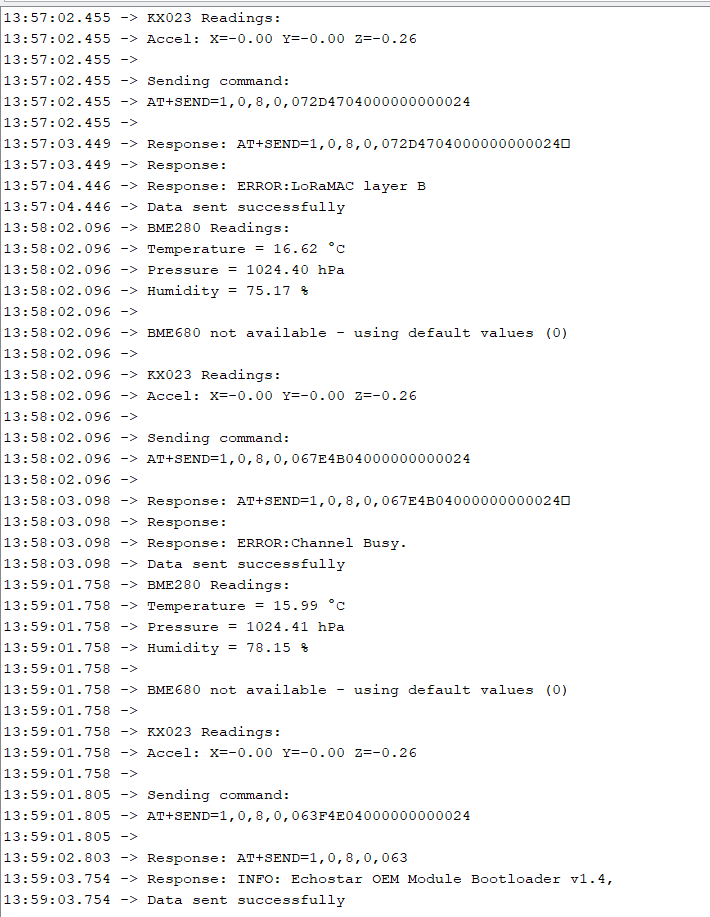 13:57:02.455 -> KX023 Readings:
13:57:02.455 -> Accel: X=-0.00 Y=-0.00 Z=-0.26
13:57:02.455 ->
13:57:02.455 -> Sending command:
13:57:02.455 -> AT+SEND=1,0,8,0,072D4704000000000024
13:57:02.455 ->
13:57:03.449 -> Response: AT+SEND=1,0,8,0,072D4704000000000024□
13:57:03.449 -> Response:
13:57:04.446 -> Response: ERROR:LoRaMAC layer B
13:57:04.446 -> Data sent successfully
13:58:02.096 -> BME280 Readings:
13:58:02.096 -> Temperature = 16.62 °C
13:58:02.096 -> Pressure = 1024.40 hPa
13:58:02.096 -> Humidity = 75.17 %
13:58:02.096 ->
13:58:02.096 -> BME680 not available - using default values (0)
13:58:02.096 ->
13:58:02.096 -> KX023 Readings:
13:58:02.096 -> Accel: X=-0.00 Y=-0.00 Z=-0.26
13:58:02.096 ->
13:58:02.096 -> Sending command:
13:58:02.096 -> AT+SEND=1,0,8,0,067E4B04000000000024
13:58:02.096 ->
13:58:03.098 -> Response: AT+SEND=1,0,8,0,067E4B04000000000024□
13:58:03.098 -> Response:
13:58:03.098 -> Response: ERROR:Channel Busy.
13:58:03.098 -> Data sent successfully
13:59:01.758 -> BME280 Readings:
13:59:01.758 -> Temperature = 15.99 °C
13:59:01.758 -> Pressure = 1024.41 hPa
13:59:01.758 -> Humidity = 78.15 %
13:59:01.758 ->
13:59:01.758 -> BME680 not available - using default values (0)
13:59:01.758 ->
13:59:01.758 -> KX023 Readings:
13:59:01.758 -> Accel: X=-0.00 Y=-0.00 Z=-0.26
13:59:01.758 ->
13:59:01.805 -> Sending command:
13:59:01.805 -> AT+SEND=1,0,8,0,063F4E04000000000024
13:59:01.805 ->
13:59:02.803 -> Response: AT+SEND=1,0,8,0,063
13:59:03.754 -> Response: INFO: Echostar OEM Module Bootloader v1.4,
13:59:03.754 -> Data sent successfully